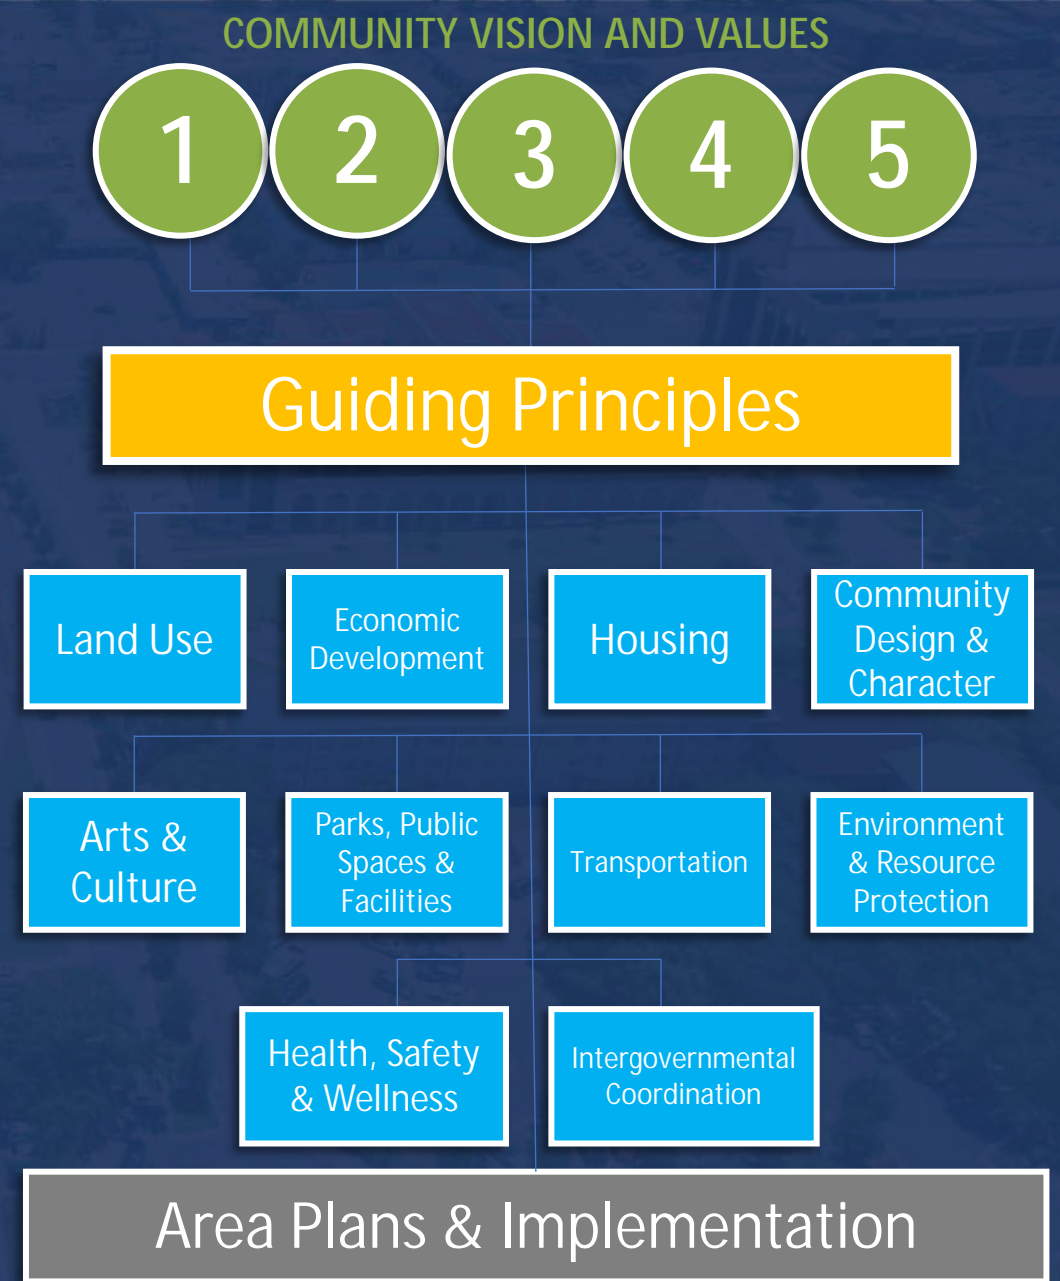 COMMUNITY VISION AND VALUES
1 2 3 4 5
Guiding Principles
Land Use
Economic
Development
Housing
Community
Design &
Character
Arts &
Culture
Parks, Public
Spaces &
Facilities
Transportation
Environment
& Resource
Protection
Health, Safety
& Wellness
Intergovernmental
Coordination
Area Plans & Implementation